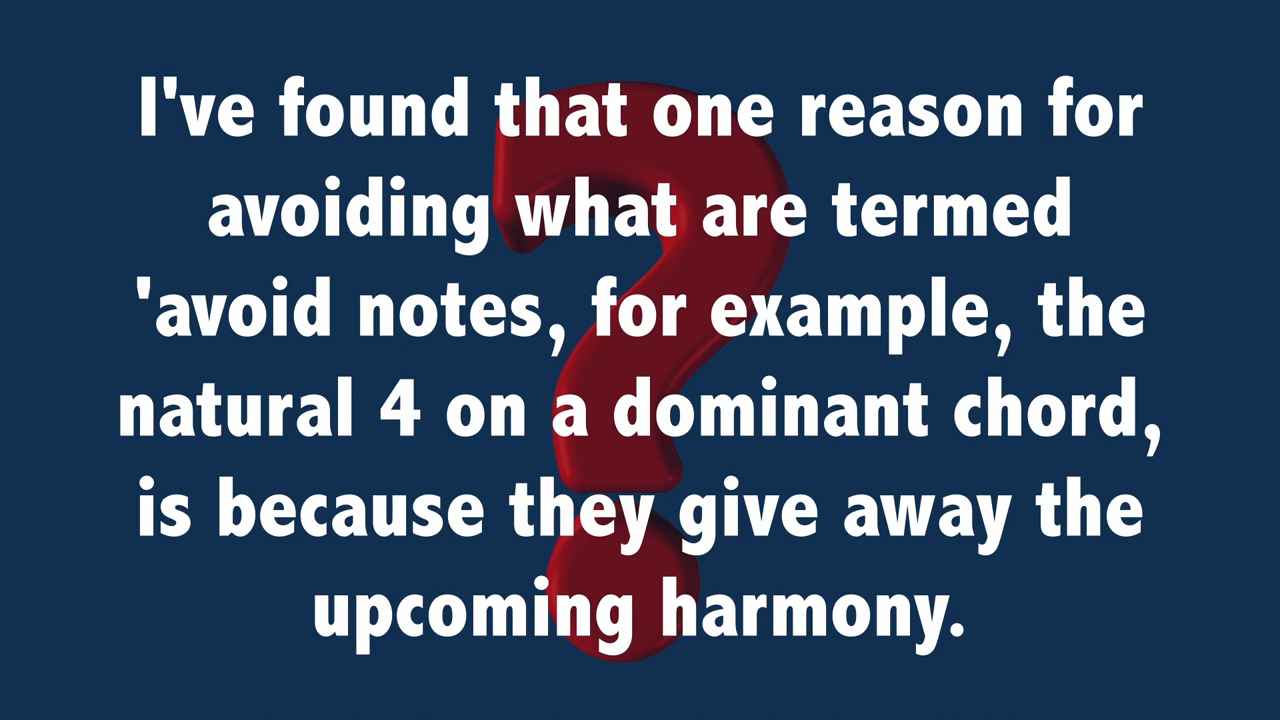 I've found that one reason for
avoiding what are termed
'avoid notes, for example, the
natural 4 on a dominant chord,
is because they give away the
upcoming harmony.